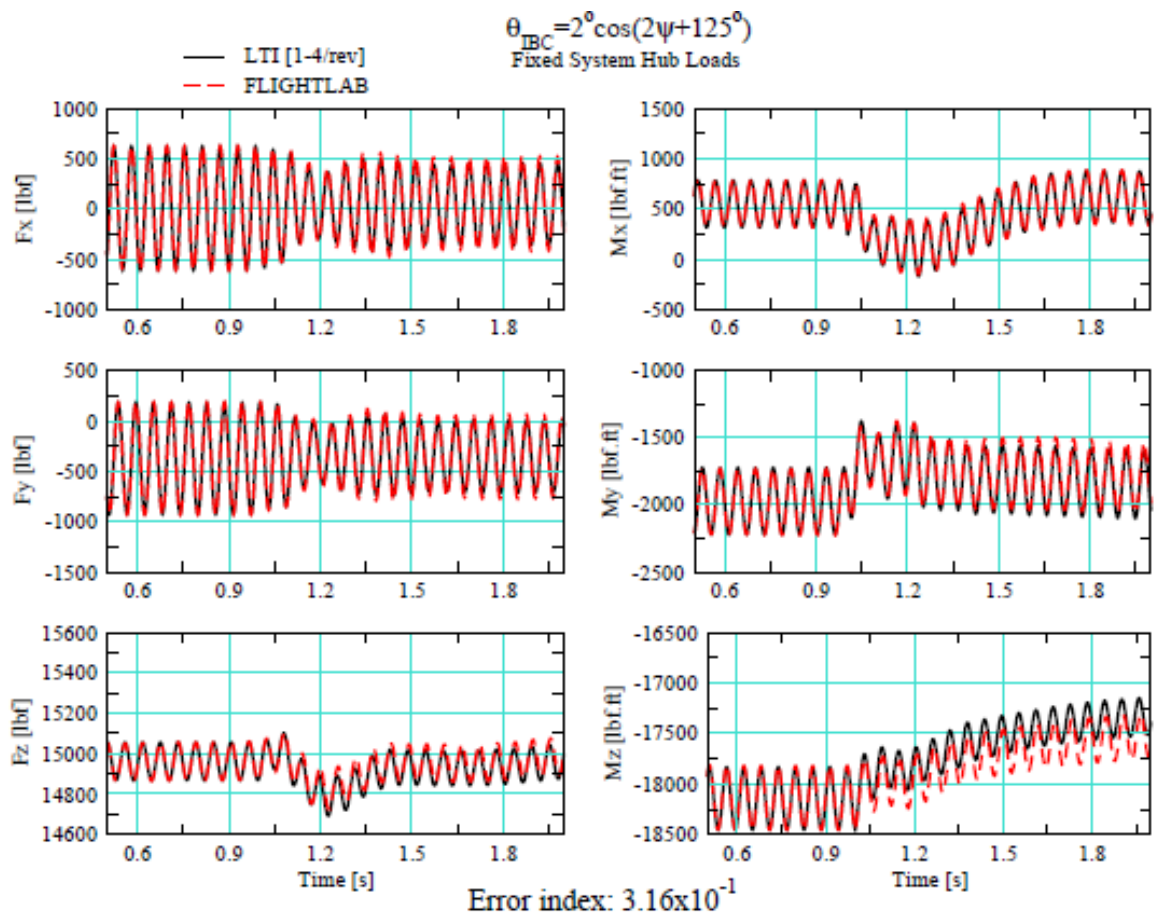 θIBC=2ºcos(2ψ+125º)
Fixed System Hub Loads
LTI [1-4/rev]
FLIGHTLAB
Fx [lbf]
1000
500
0
-500
-1000
0.6 0.9 1.2 1.5 1.8
Mx [lbf.ft]
1500
1000
500
0
-500
0.6 0.9 1.2 1.5 1.8
Fy [lbf]
500
0
-500
-1000
-1500
0.6 0.9 1.2 1.5 1.8
My [lbf.ft]
-1000
-1500
-2000
-2500
0.6 0.9 1.2 1.5 1.8
Fz [lbf]
15600
15400
15200
15000
14800
14600
0.6 0.9 1.2 1.5 1.8
Time [s]
Mz [lbf.ft]
-16500
-17000
-17500
-18000
-18500
0.6 0.9 1.2 1.5 1.8
Time [s]
Error index: 3.16x10-1